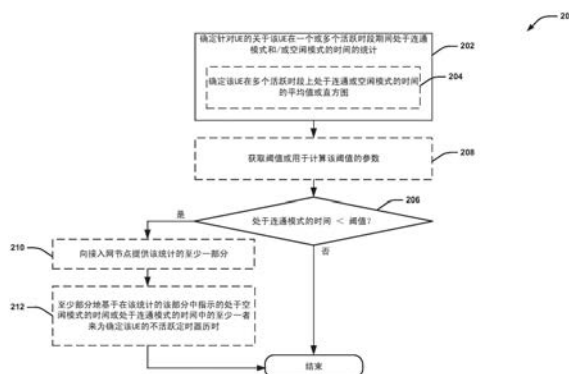 20
确定针对UE的关于该UE在一个或多个活跃时段期间处于连通
模式和/或空闲模式的时间的统计
202
确定该UE在多个活跃时段上处于连通或空闲模式的时间
的平均值或直方图
204
获取阈值或用于计算该阈值的参数
208
206
处于连通模式的时间 < 阈值?
是
否
210
向接入网节点提供该统计的至少一部分
212
至少部分地基于在该统计的该部分中指示的处于空
闲模式的时间或处于连通模式的时间中的至少一者
来为确定该UE的不活跃定时器历时
结束